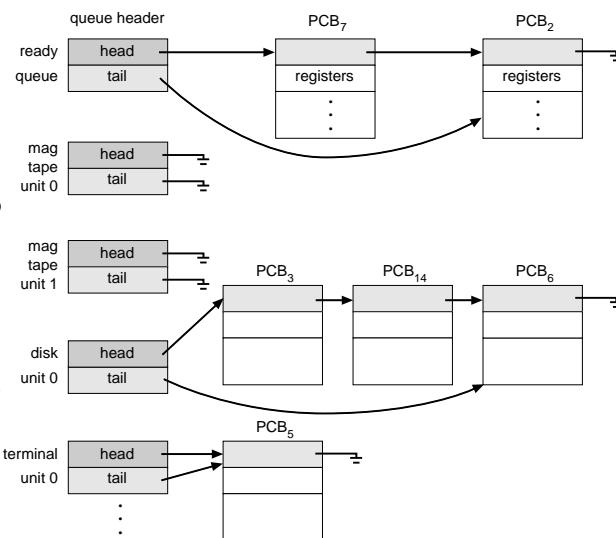 queue header PCB7 PCB2
ready head
queue tail registers registers
mag
tape
unit 0
head
tail
mag
tape
unit 1
head
tail
PCB3 PCB14 PCB6
disk head
unit 0 tail
PCB5
terminal head
unit 0 tail